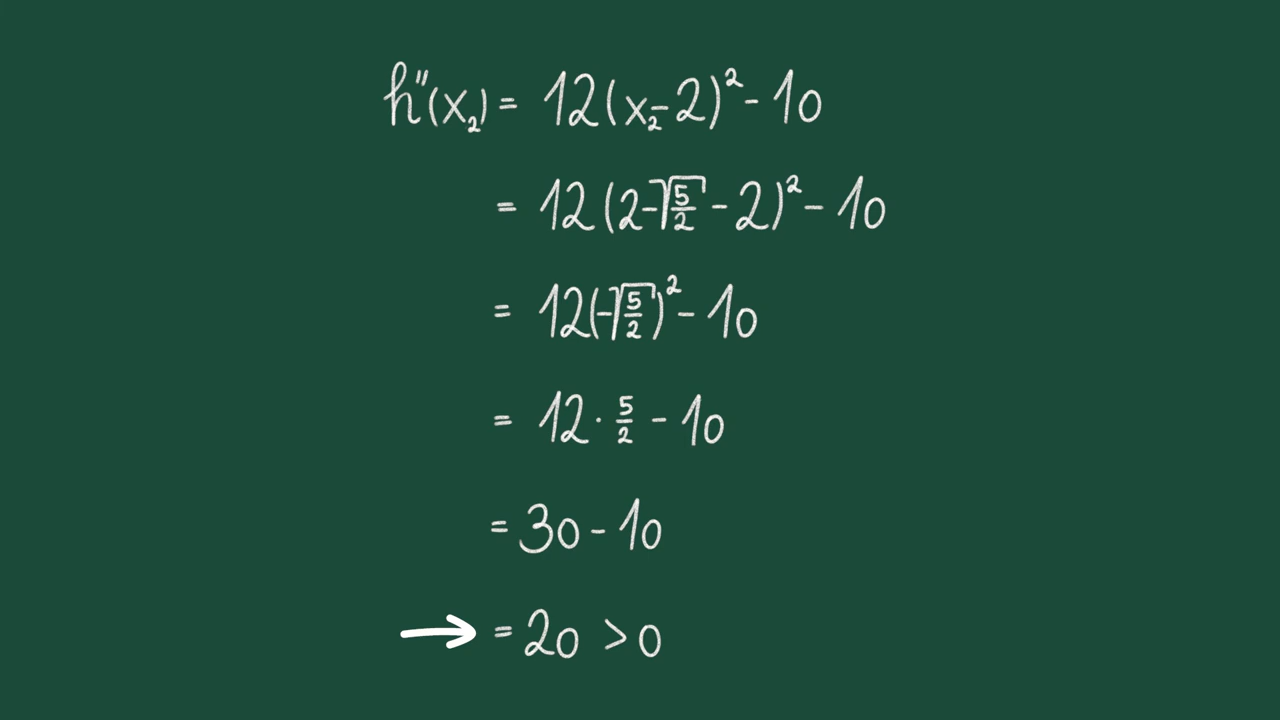 h''(x₂) = 12(x₂-2)²-10
= 12(2-√(5/2)-2)²-10
= 12(-√(5/2))²-10
= 12·5/2-10
= 30-10
→ = 20 >0